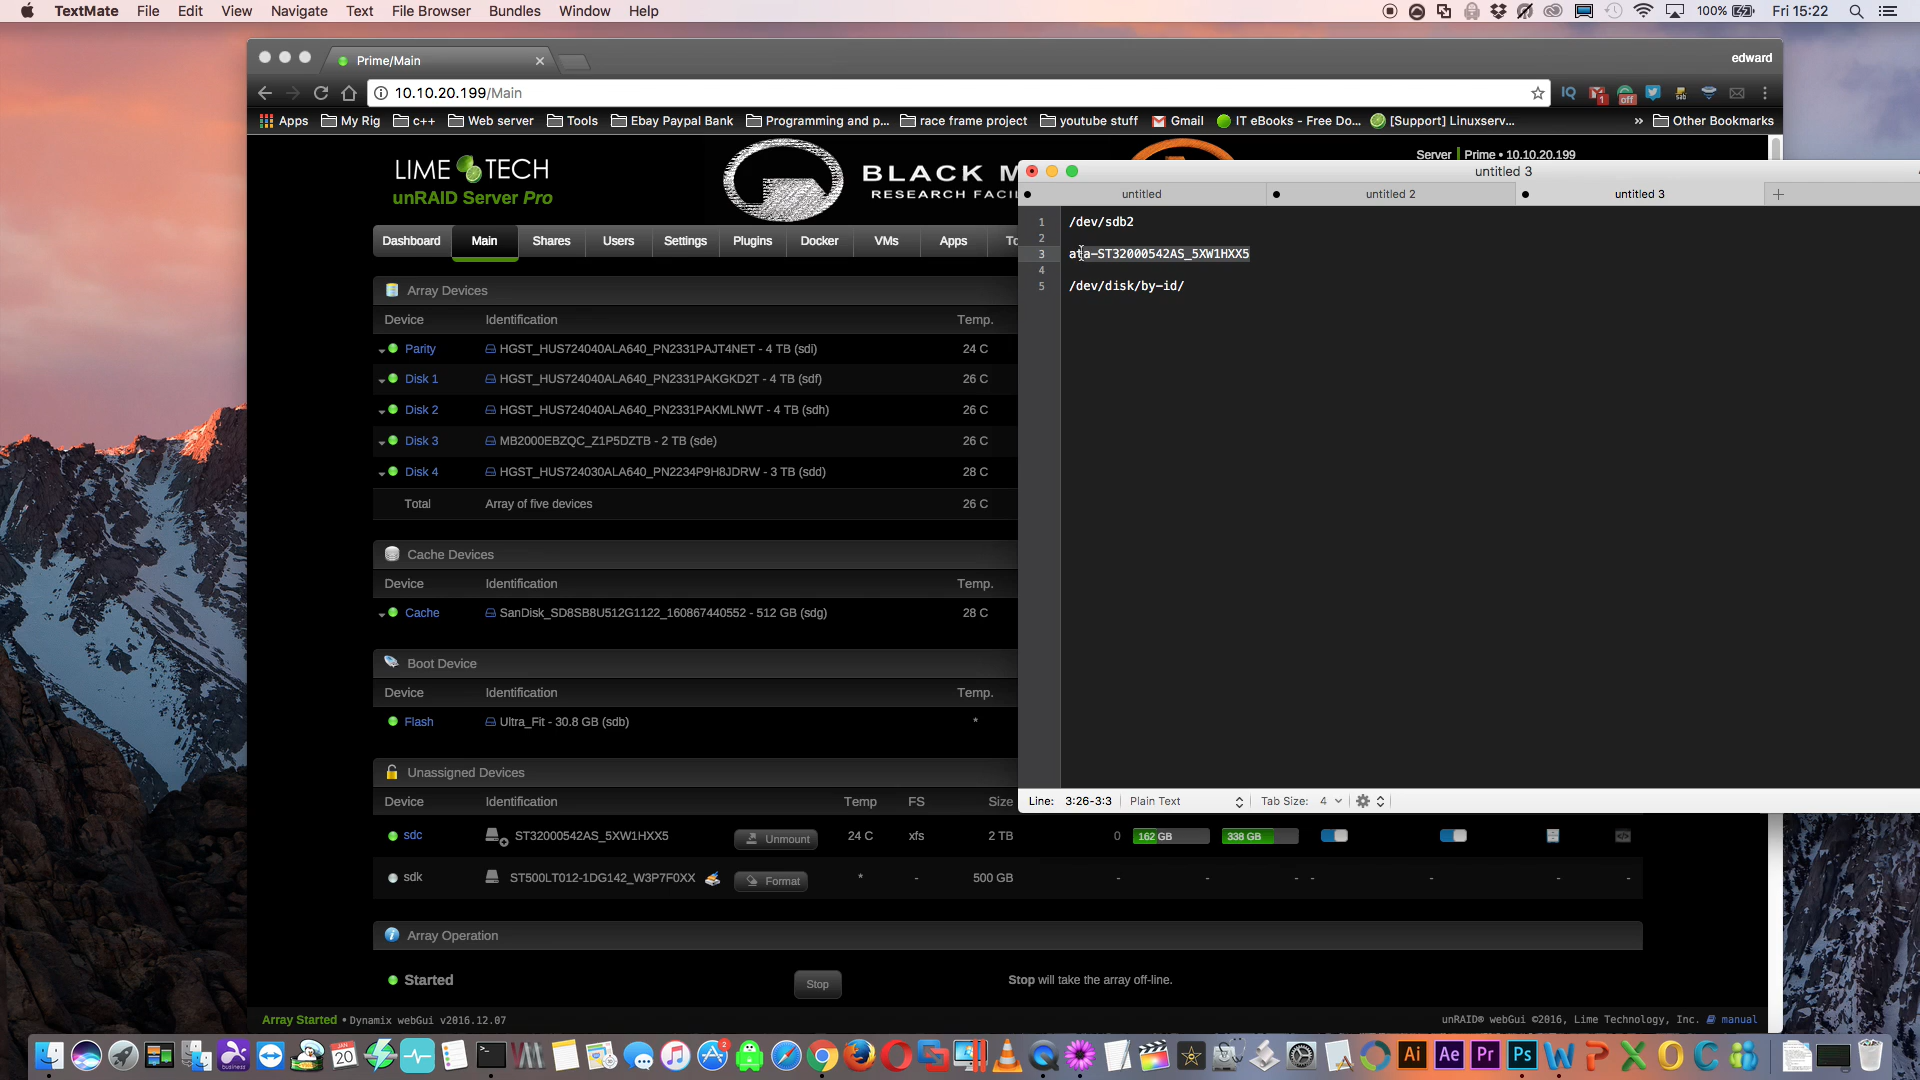 TextMate File Edit View Navigate Text File Browser Bundles Window Help 100% Fri 15:22
Prime/Main edward
10.10.20.199/Main
Apps My Rig c++ Web server Tools Ebay Paypal Bank Programming and p... race frame project youtube stuff Gmail IT eBooks - Free Do... [Support] Linuxserv... » Other Bookmarks
LIME TECH
unRAID Server Pro
BLACK M
RESEARCH FACIL
Server Prime • 10.10.20.199
Dashboard Main Shares Users Settings Plugins Docker VMs Apps To
untitled 3
untitled untitled 2 untitled 3
1 /dev/sdb2
2
3 ata-ST32000542AS_5XW1HXX5
4
5 /dev/disk/by-id/
Line: 3:26-3:3 Plain Text Tab Size: 4
Array Devices
Device Identification Temp.
Parity HGST_HUS724040ALA640_PN2331PAJT4NET - 4 TB (sdi) 24 C
Disk 1 HGST_HUS724040ALA640_PN2331PAKGKD2T - 4 TB (sdf) 26 C
Disk 2 HGST_HUS724040ALA640_PN2331PAKMLNWT - 4 TB (sdh) 26 C
Disk 3 MB2000EBZQC_Z1P5DZTB - 2 TB (sde) 26 C
Disk 4 HGST_HUS724030ALA640_PN2234P9H8JDRW - 3 TB (sdd) 28 C
Total Array of five devices 26 C
Cache Devices
Device Identification Temp.
Cache SanDisk_SD8SB8U512G1122_160867440552 - 512 GB (sdg) 28 C
Boot Device
Device Identification Temp.
Flash Ultra_Fit - 30.8 GB (sdb) *
Unassigned Devices
Device Identification Temp FS Size
sdc ST32000542AS_5XW1HXX5 Unmount 24 C xfs 2 TB 0 162 GB 338 GB
sdk ST500LT012-1DG142_W3P7F0XX Format * - 500 GB - - - - - - -
Array Operation
Started Stop Stop will take the array off-line.
Array Started • Dynamix webGui v2016.12.07 unRAID® webGui ©2016, Lime Technology, Inc. manual